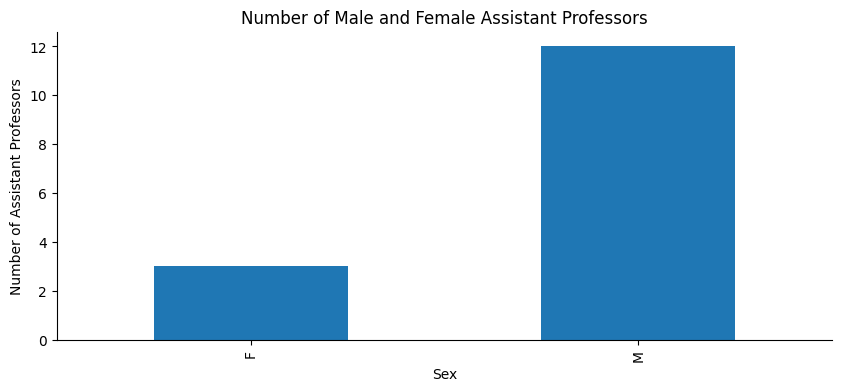 Number of Male and Female Assistant Professors
Number of Assistant Professors
12
10
8
6
4
2
0
F
M
Sex